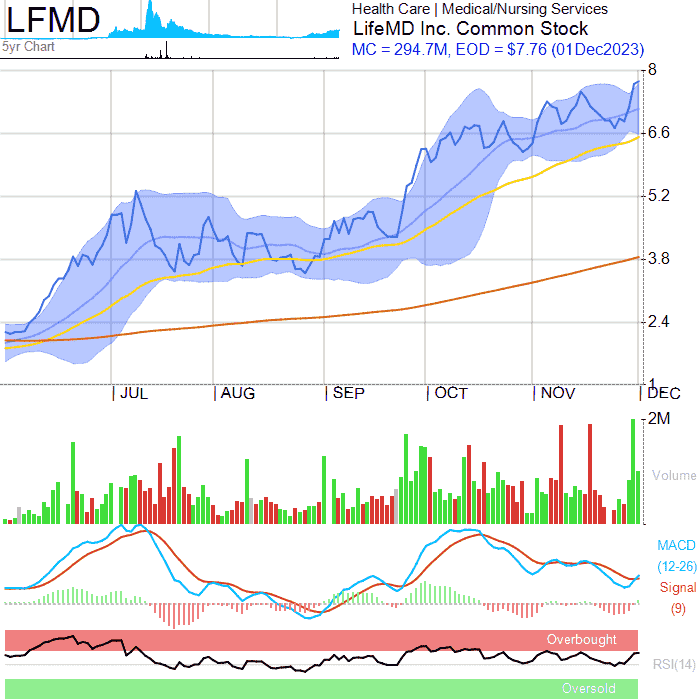 LFMD
5yr Chart
Health Care | Medical/Nursing Services
LifeMD Inc. Common Stock
MC = 294.7M, EOD = $7.76 (01Dec2023)
8
6.6
5.2
3.8
2.4
1
JUL AUG SEP OCT NOV DEC
2M
Volume
MACD
(12-26)
Signal
(9)
Overbought
RSI(14)
Oversold